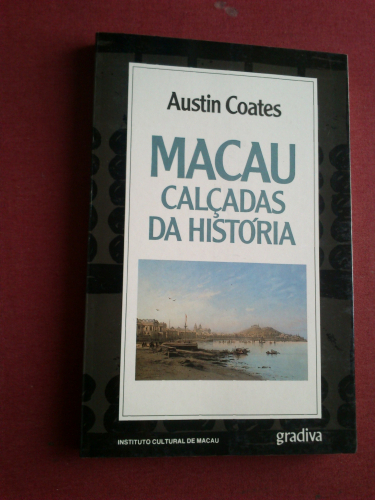 Austin Coates
MACAU
CALÇADAS
DA HISTÓRIA
INSTITUTO CULTURAL DE MACAU
gradiva